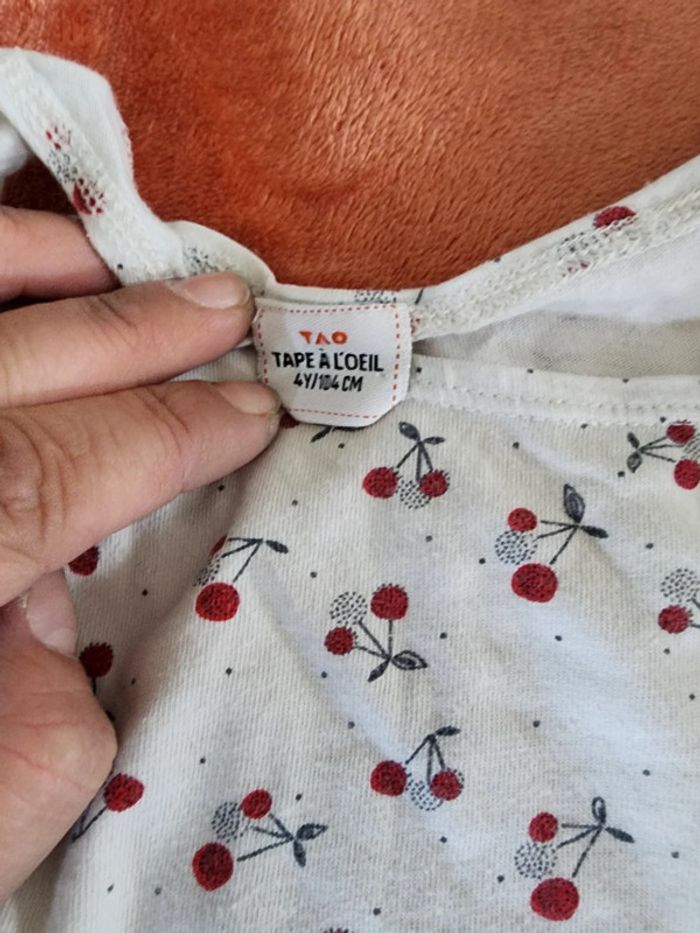 TAO
TAPE À L'OEIL
4Y/104 CM